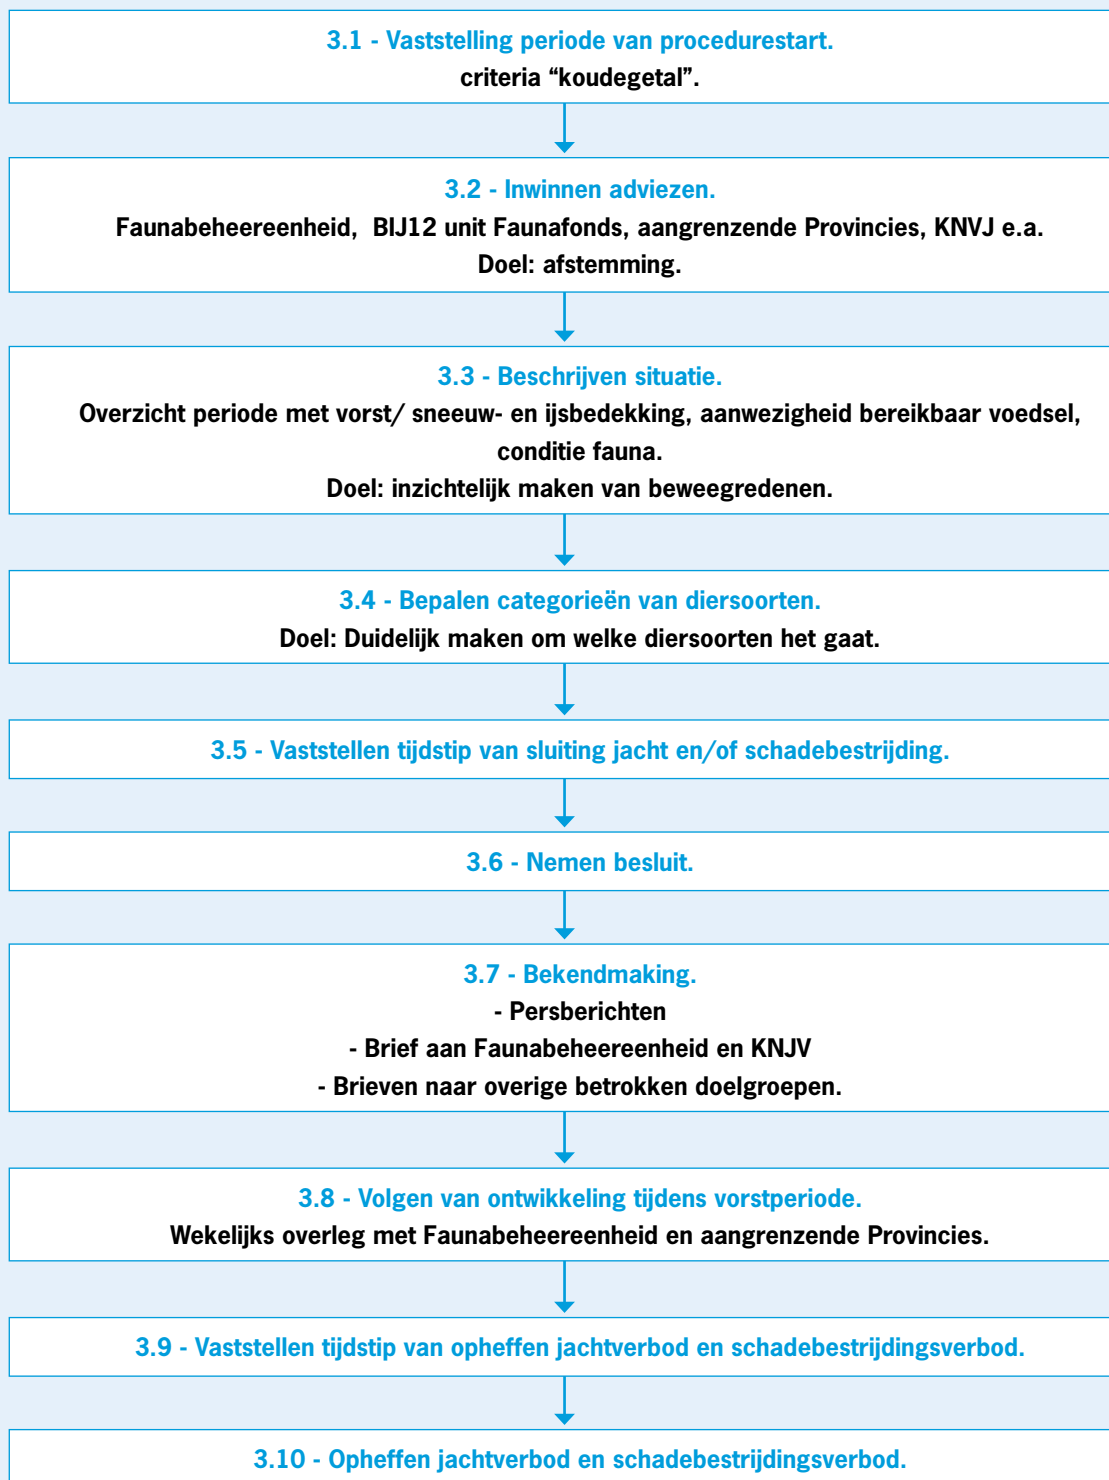 3.1 - Vaststelling periode van procedurestart.
criteria “koudegetal”.
3.2 - Inwinnen adviezen.
Faunabeheereenheid, BIJ12 unit Faunafonds, aangrenzende Provincies, KNVJ e.a.
Doel: afstemming.
3.3 - Beschrijven situatie.
Overzicht periode met vorst/ sneeuw- en ijsbedekking, aanwezigheid bereikbaar voedsel,
conditie fauna.
Doel: inzichtelijk maken van beweegredenen.
3.4 - Bepalen categorieën van diersoorten.
Doel: Duidelijk maken om welke diersoorten het gaat.
3.5 - Vaststellen tijdstip van sluiting jacht en/of schadebestrijding.
3.6 - Nemen besluit.
3.7 - Bekendmaking.
- Persberichten
- Brief aan Faunabeheereenheid en KNJV
- Brieven naar overige betrokken doelgroepen.
3.8 - Volgen van ontwikkeling tijdens vorstperiode.
Wekelijks overleg met Faunabeheereenheid en aangrenzende Provincies.
3.9 - Vaststellen tijdstip van opheffen jachtverbod en schadebestrijdingsverbod.
3.10 - Opheffen jachtverbod en schadebestrijdingsverbod.